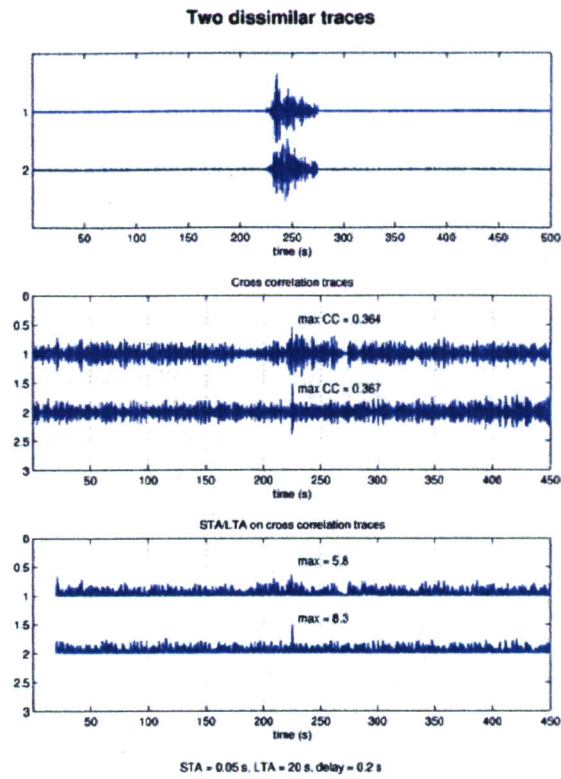 Two dissimilar traces
1
2
50 100 150 200 250 300 350 400 450 500
time (s)
Cross correlation traces
0
0.5
max CC = 0.364
1
1.5
max CC = 0.367
2
2.5
3
50 100 150 200 250 300 350 400 450
time (s)
STA/LTA on cross correlation traces
0
max = 5.8
0.5
1
max = 8.3
1.5
2
2.5
3
50 100 150 200 250 300 350 400 450
time (s)
STA = 0.05 s, LTA = 20 s, delay = 0.2 s